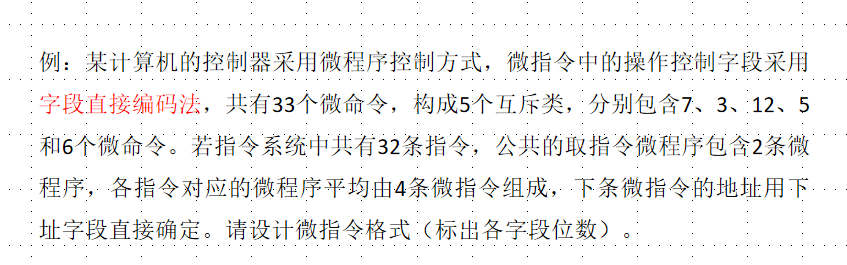 例：某计算机的控制器采用微程序控制方式，微指令中的操作控制字段采用
字段直接编码法，共有33个微命令，构成5个互斥类，分别包含7、3、12、5
和6个微命令。若指令系统中共有32条指令，公共的取指令微程序包含2条微
程序，各指令对应的微程序平均由4条微指令组成，下条微指令的地址用下
址字段直接确定。请设计微指令格式（标出各字段位数）。